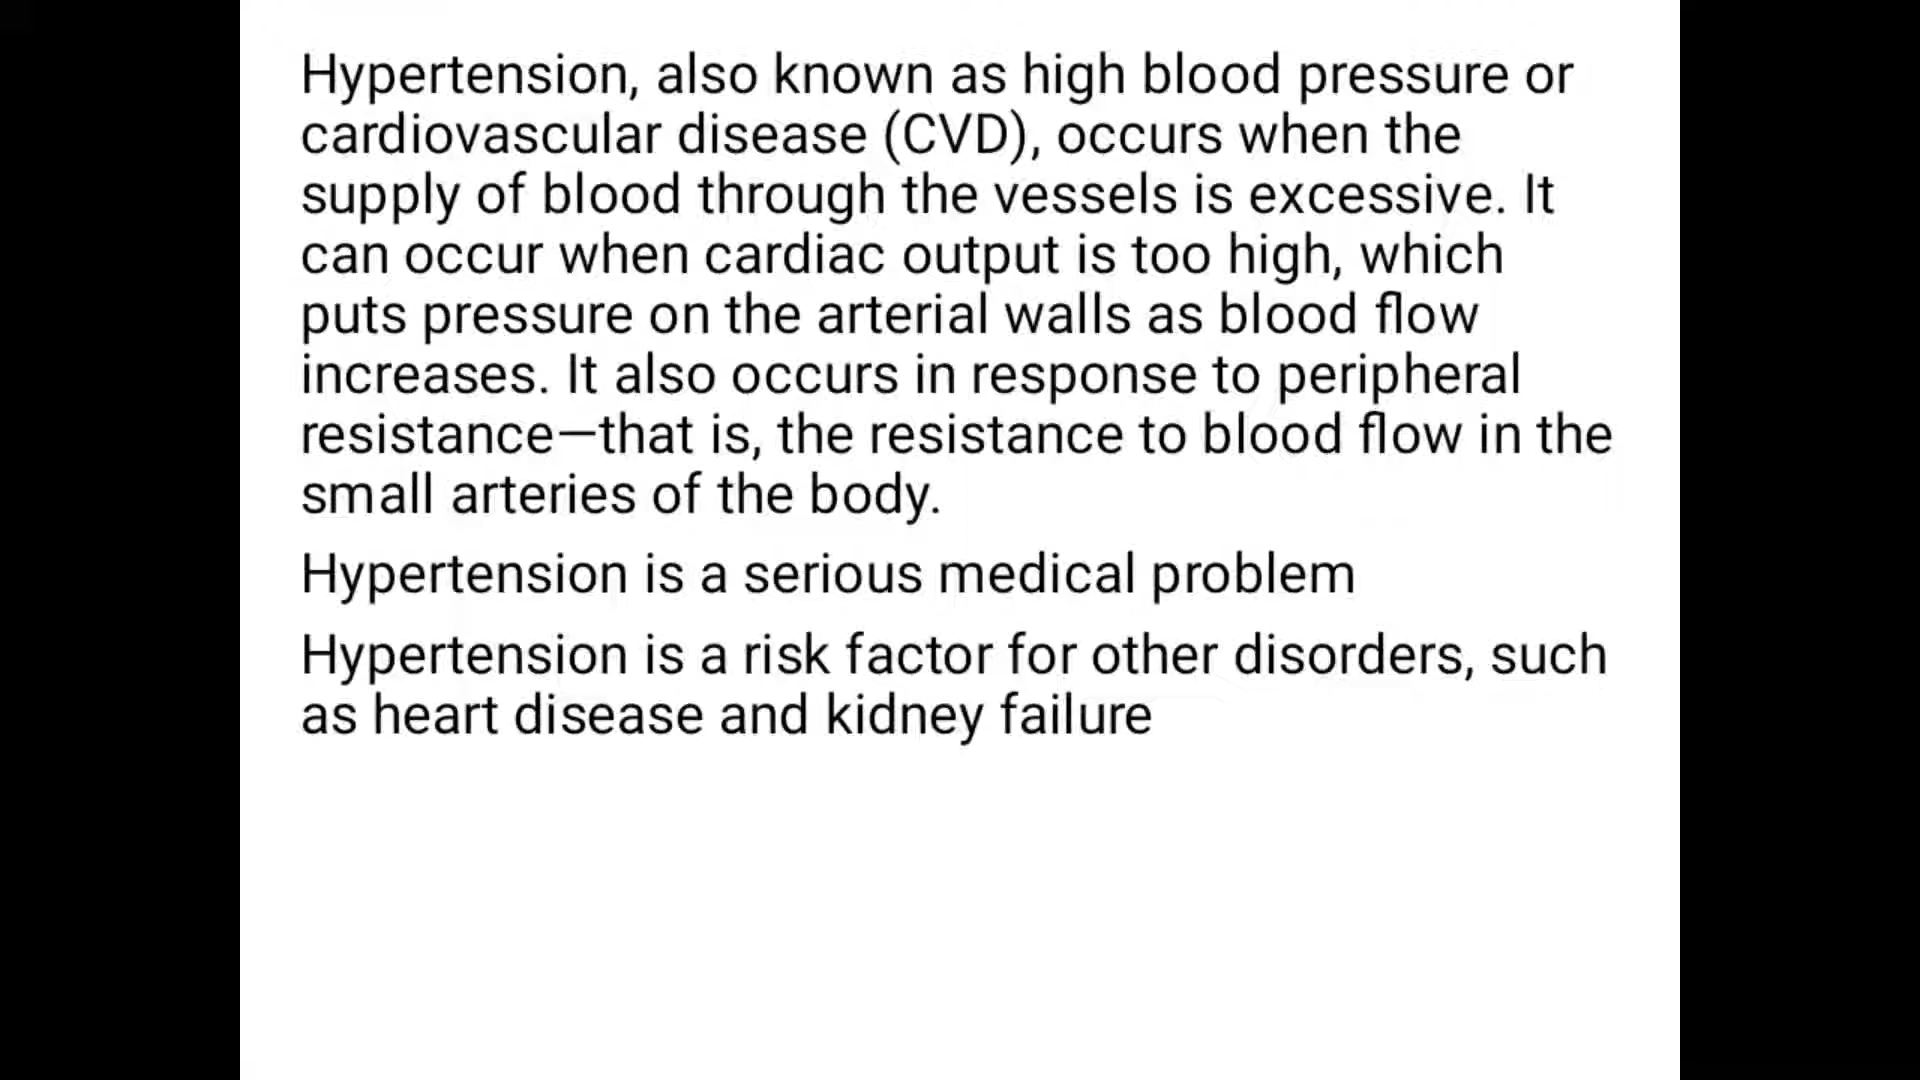 Hypertension, also known as high blood pressure or
cardiovascular disease (CVD), occurs when the
supply of blood through the vessels is excessive. It
can occur when cardiac output is too high, which
puts pressure on the arterial walls as blood flow
increases. It also occurs in response to peripheral
resistance—that is, the resistance to blood flow in the
small arteries of the body.
Hypertension is a serious medical problem
Hypertension is a risk factor for other disorders, such
as heart disease and kidney failure